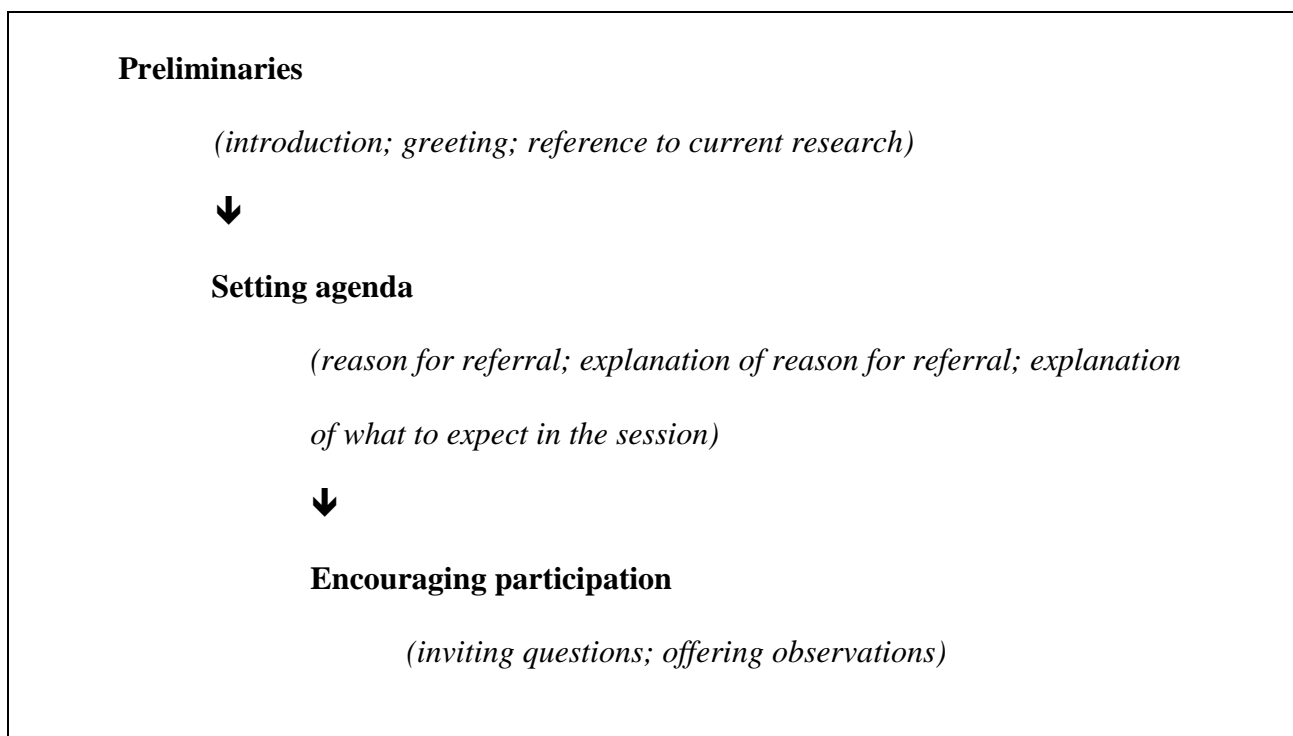 Preliminaries
(introduction; greeting; reference to current research)
🡫
Setting agenda
(reason for referral; explanation of reason for referral; explanation
of what to expect in the session)
🡫
Encouraging participation
(inviting questions; offering observations)